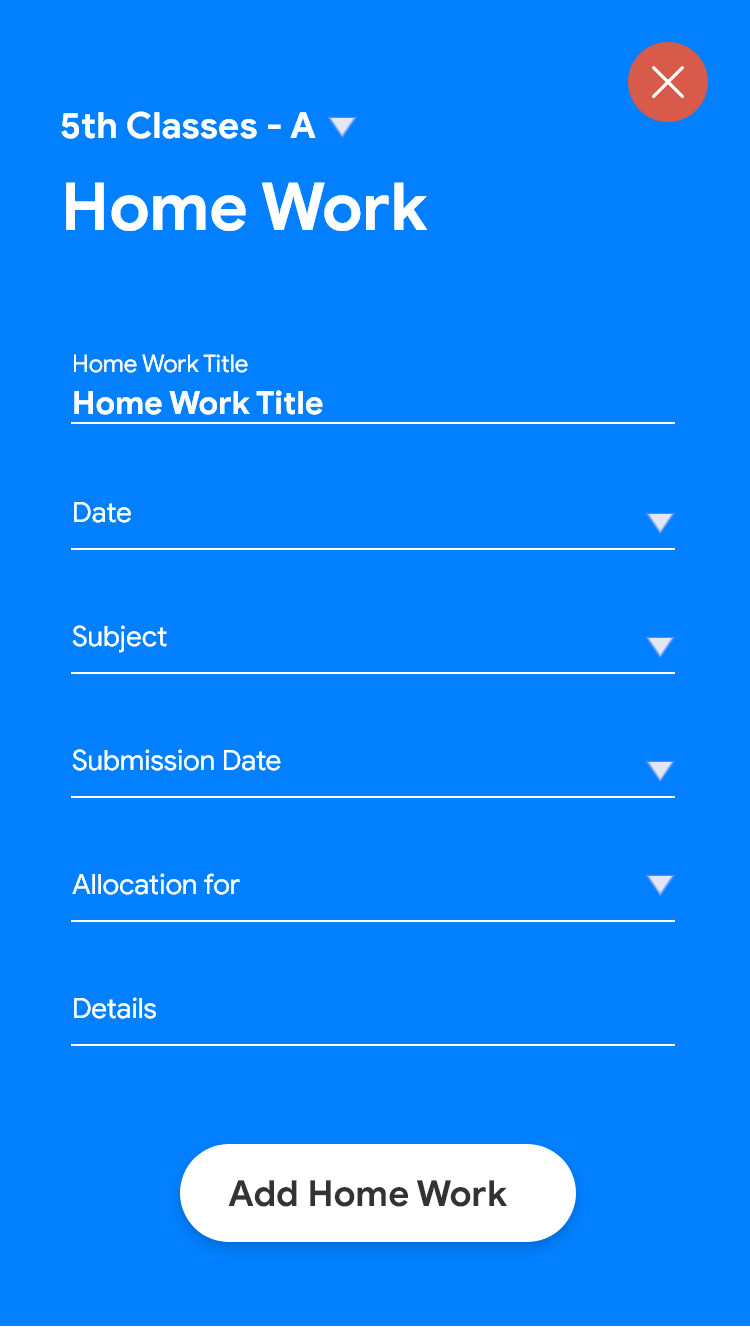 5th Classes - A
Home Work
Home Work Title
Home Work Title
Date
Subject
Submission Date
Allocation for
Details
Add Home Work